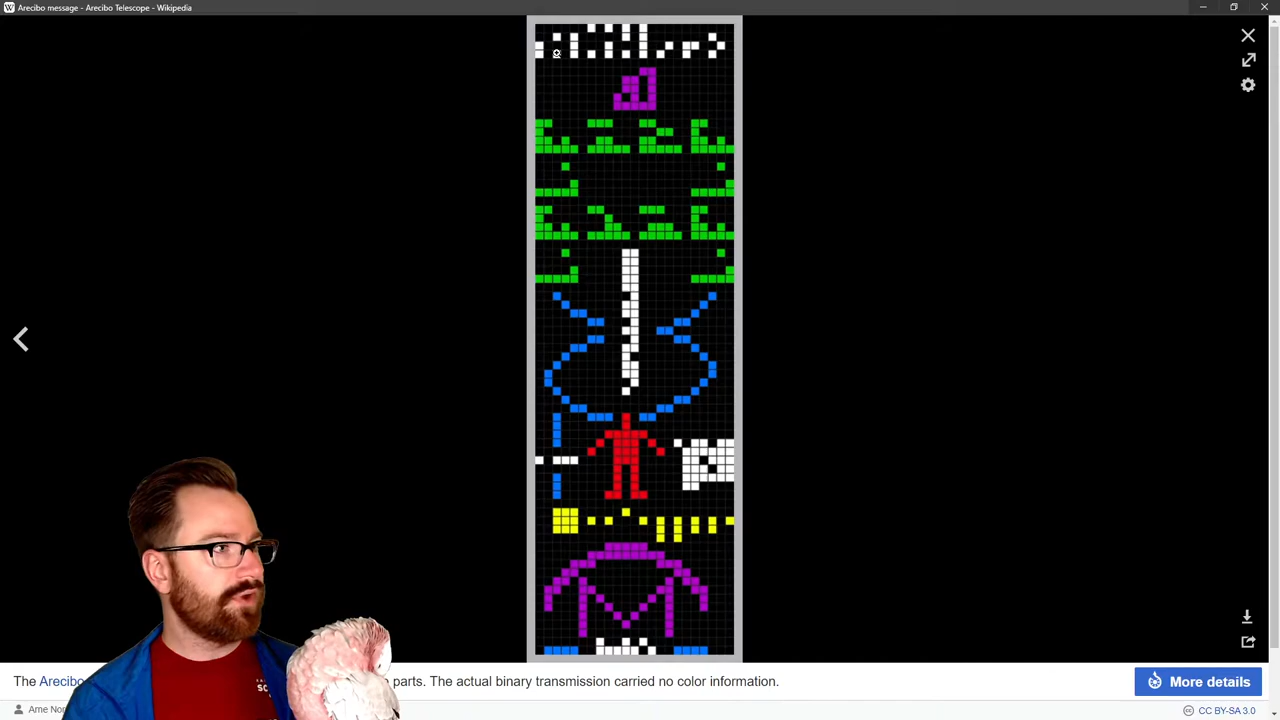 Arecibo message - Arecibo Telescope - Wikipedia
The Arecibo parts. The actual binary transmission carried no color information.
More details
Arne
CC BY-SA 3.0